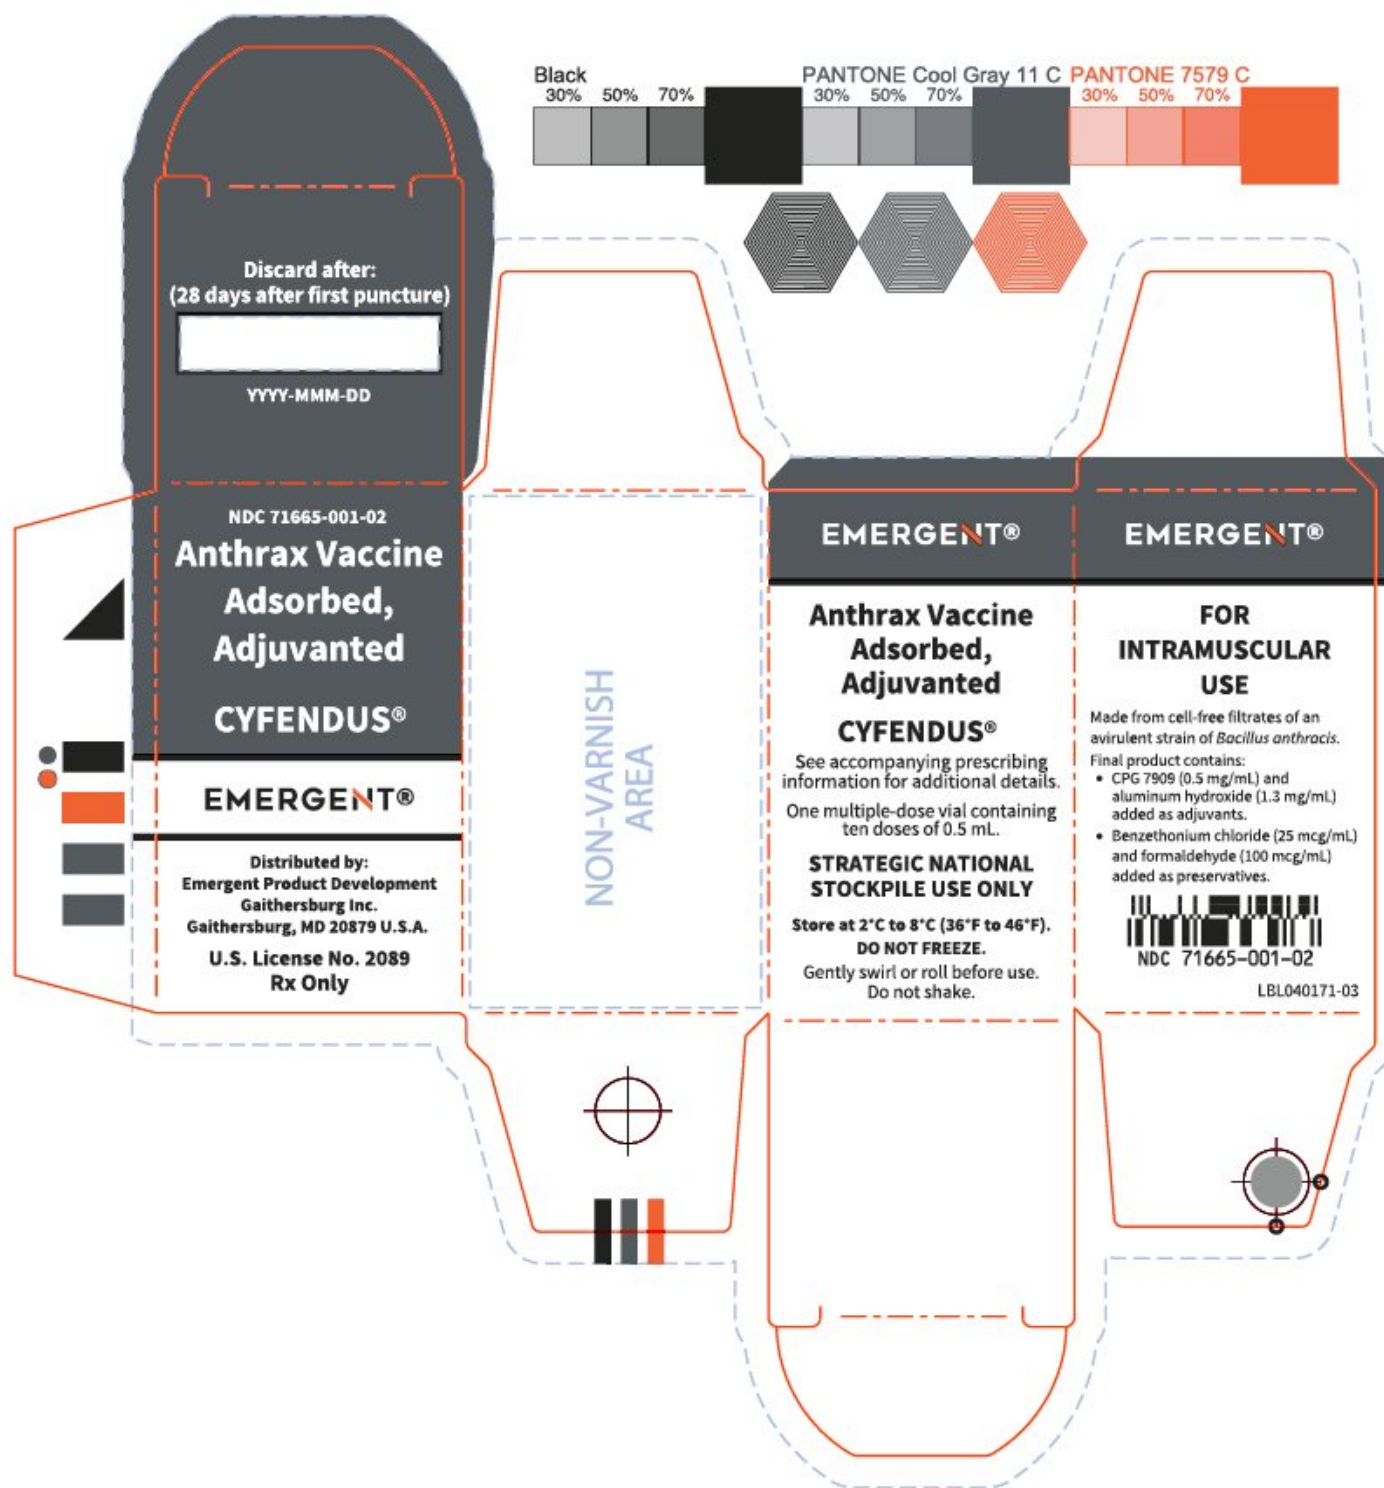 Black
30% 50% 70%
PANTONE Cool Gray 11 C
30% 50% 70%
PANTONE 7579 C
30% 50% 70%
Discard after:
(28 days after first puncture)
YYYY-MMM-DD
NDC 71665-001-02
Anthrax Vaccine
Adsorbed,
Adjuvanted
CYFENDUS®
EMERGENT®
Distributed by:
Emergent Product Development
Gaithersburg Inc.
Gaithersburg, MD 20879 U.S.A.
U.S. License No. 2089
Rx Only
NON-VARNISH
AREA
EMERGENT®
Anthrax Vaccine
Adsorbed,
Adjuvanted
CYFENDUS®
See accompanying prescribing
information for additional details.
One multiple-dose vial containing
ten doses of 0.5 mL.
STRATEGIC NATIONAL
STOCKPILE USE ONLY
Store at 2°C to 8°C (36°F to 46°F).
DO NOT FREEZE.
Gently swirl or roll before use.
Do not shake.
EMERGENT®
FOR
INTRAMUSCULAR
USE
Made from cell-free filtrates of an
avirulent strain of Bacillus anthracis.
Final product contains:
• CPG 7909 (0.5 mg/mL) and
aluminum hydroxide (1.3 mg/mL)
added as adjuvants.
• Benzethonium chloride (25 mcg/mL)
and formaldehyde (100 mcg/mL)
added as preservatives.
NDC 71665-001-02
LBL040171-03